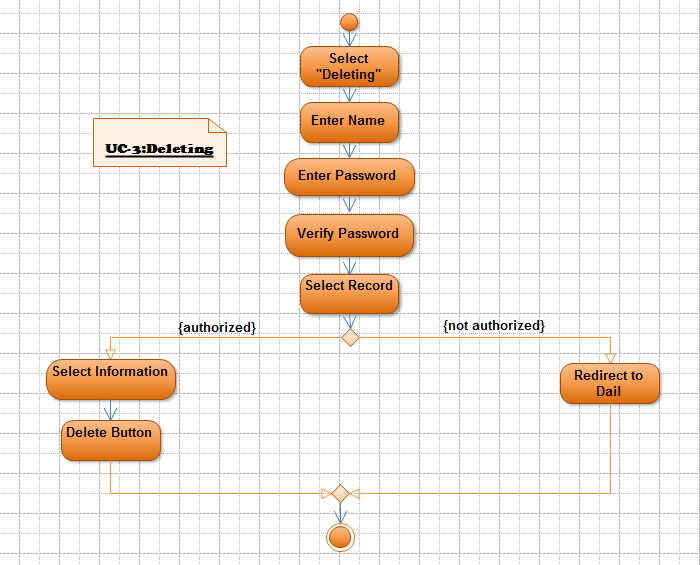 Select
"Deleting"
Enter Name
UC-3:Deleting
Enter Password
Verify Password
Select Record
{authorized}
{not authorized}
Select Information
Redirect to
Dail
Delete Button